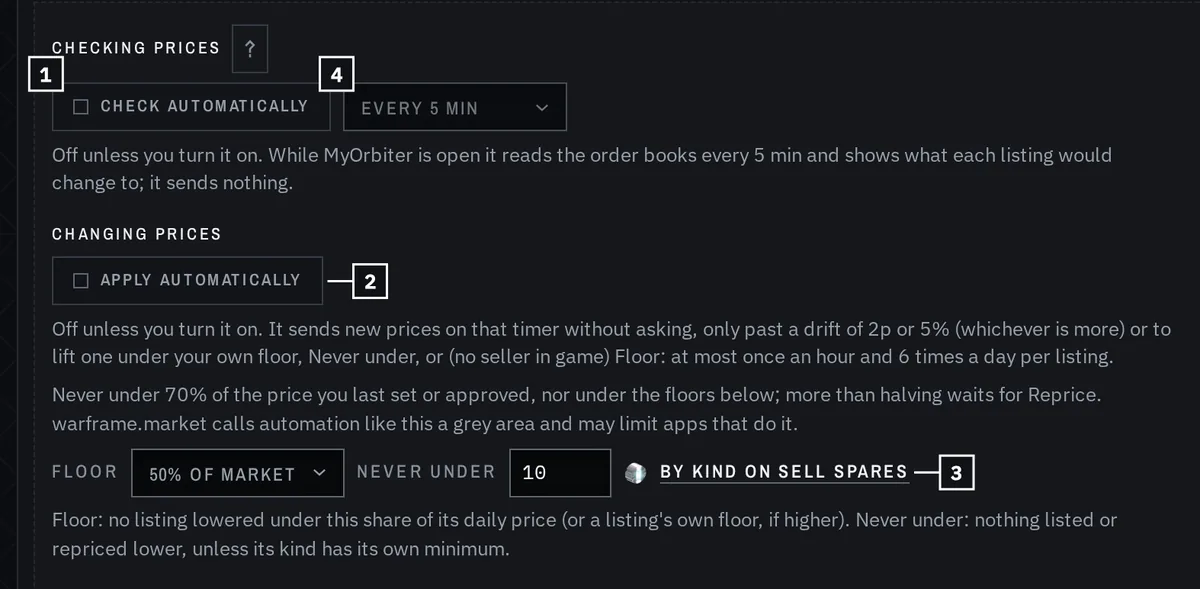 CHECKING PRICES ?
1 4
CHECK AUTOMATICALLY EVERY 5 MIN
Off unless you turn it on. While MyOrbiter is open it reads the order books every 5 min and shows what each listing would
change to; it sends nothing.
CHANGING PRICES
APPLY AUTOMATICALLY 2
Off unless you turn it on. It sends new prices on that timer without asking, only past a drift of 2p or 5% (whichever is more) or to
lift one under your own floor, Never under, or (no seller in game) Floor: at most once an hour and 6 times a day per listing.
Never under 70% of the price you last set or approved, nor under the floors below; more than halving waits for Reprice.
warframe.market calls automation like this a grey area and may limit apps that do it.
FLOOR 50% OF MARKET NEVER UNDER 10 BY KIND ON SELL SPARES 3
Floor: no listing lowered under this share of its daily price (or a listing's own floor, if higher). Never under: nothing listed or
repriced lower, unless its kind has its own minimum.